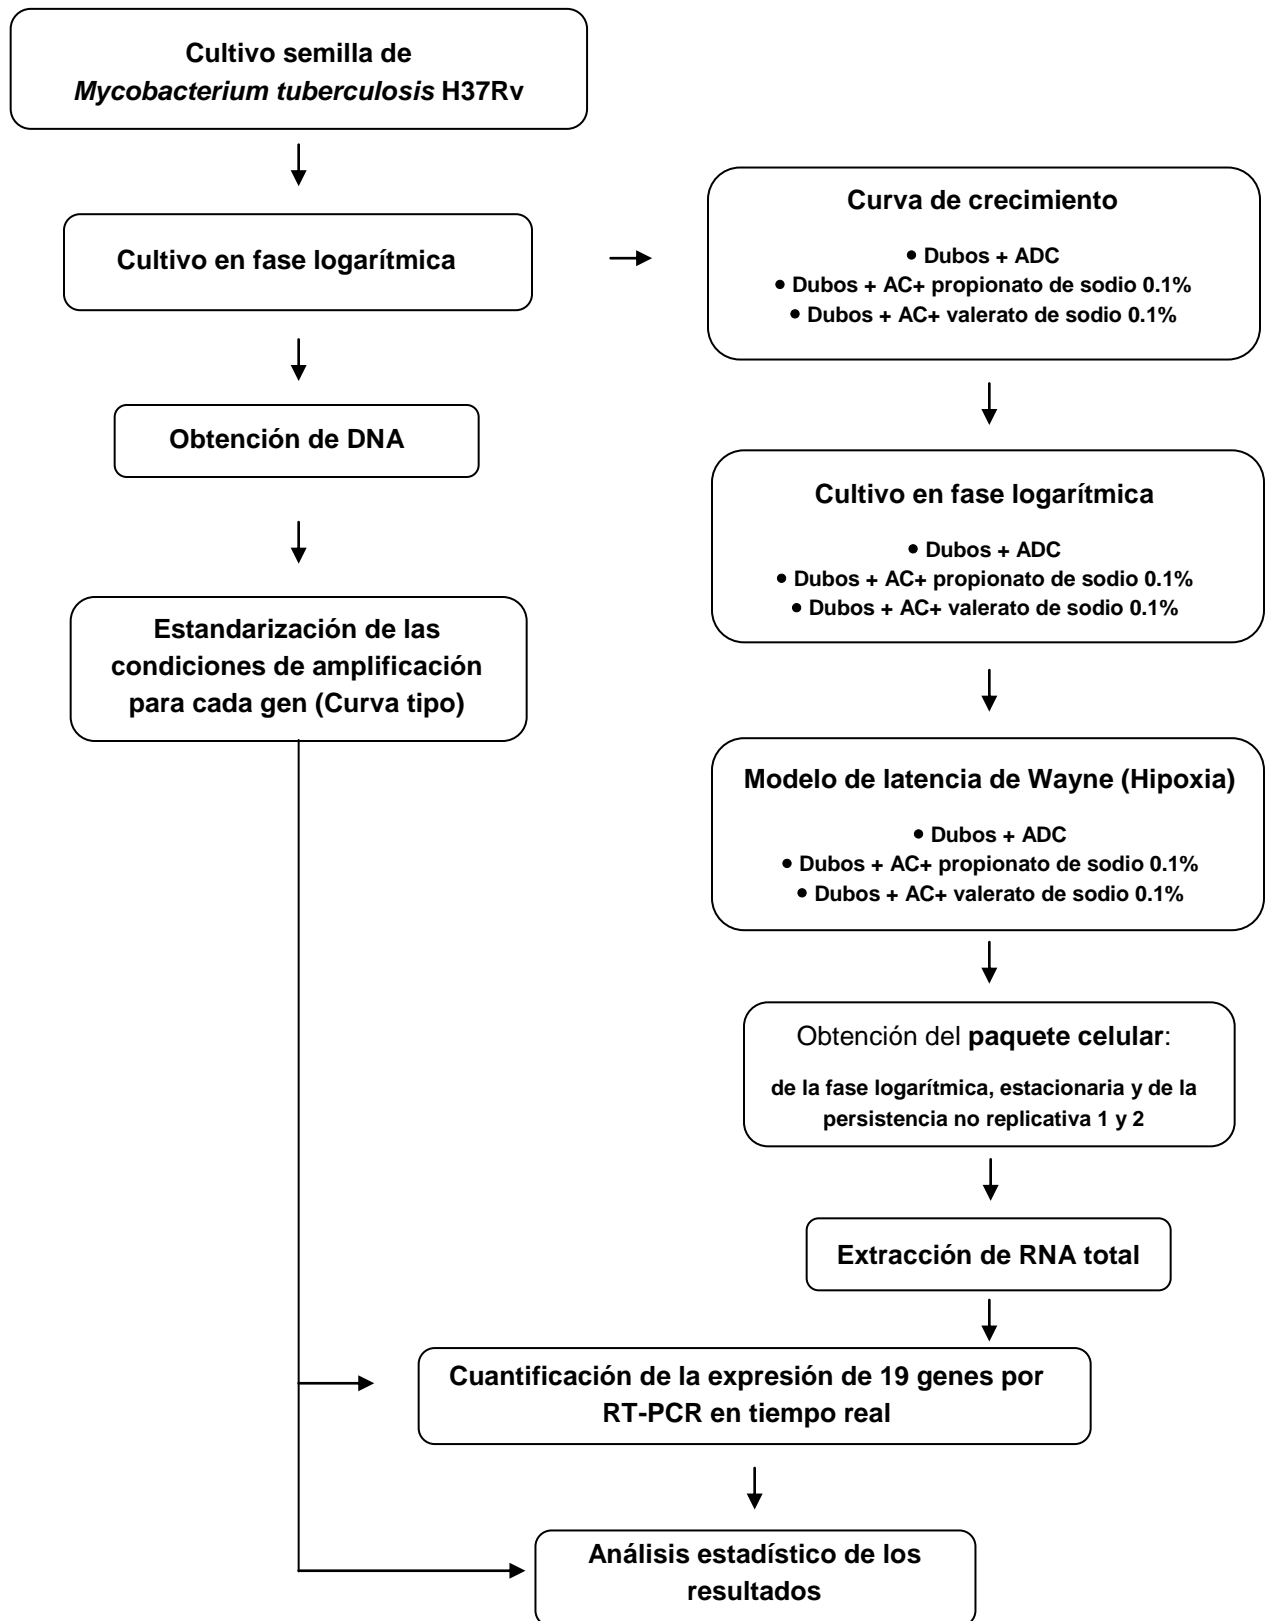 Cultivo semilla de
Mycobacterium tuberculosis H37Rv
Cultivo en fase logarítmica
Obtención de DNA
Estandarización de las
condiciones de amplificación
para cada gen (Curva tipo)
Curva de crecimiento
• Dubos + ADC
• Dubos + AC+ propionato de sodio 0.1%
• Dubos + AC+ valerato de sodio 0.1%
Cultivo en fase logarítmica
• Dubos + ADC
• Dubos + AC+ propionato de sodio 0.1%
• Dubos + AC+ valerato de sodio 0.1%
Modelo de latencia de Wayne (Hipoxia)
• Dubos + ADC
• Dubos + AC+ propionato de sodio 0.1%
• Dubos + AC+ valerato de sodio 0.1%
Obtención del paquete celular:
de la fase logarítmica, estacionaria y de la
persistencia no replicativa 1 y 2
Extracción de RNA total
Cuantificación de la expresión de 19 genes por
RT-PCR en tiempo real
Análisis estadístico de los
resultados